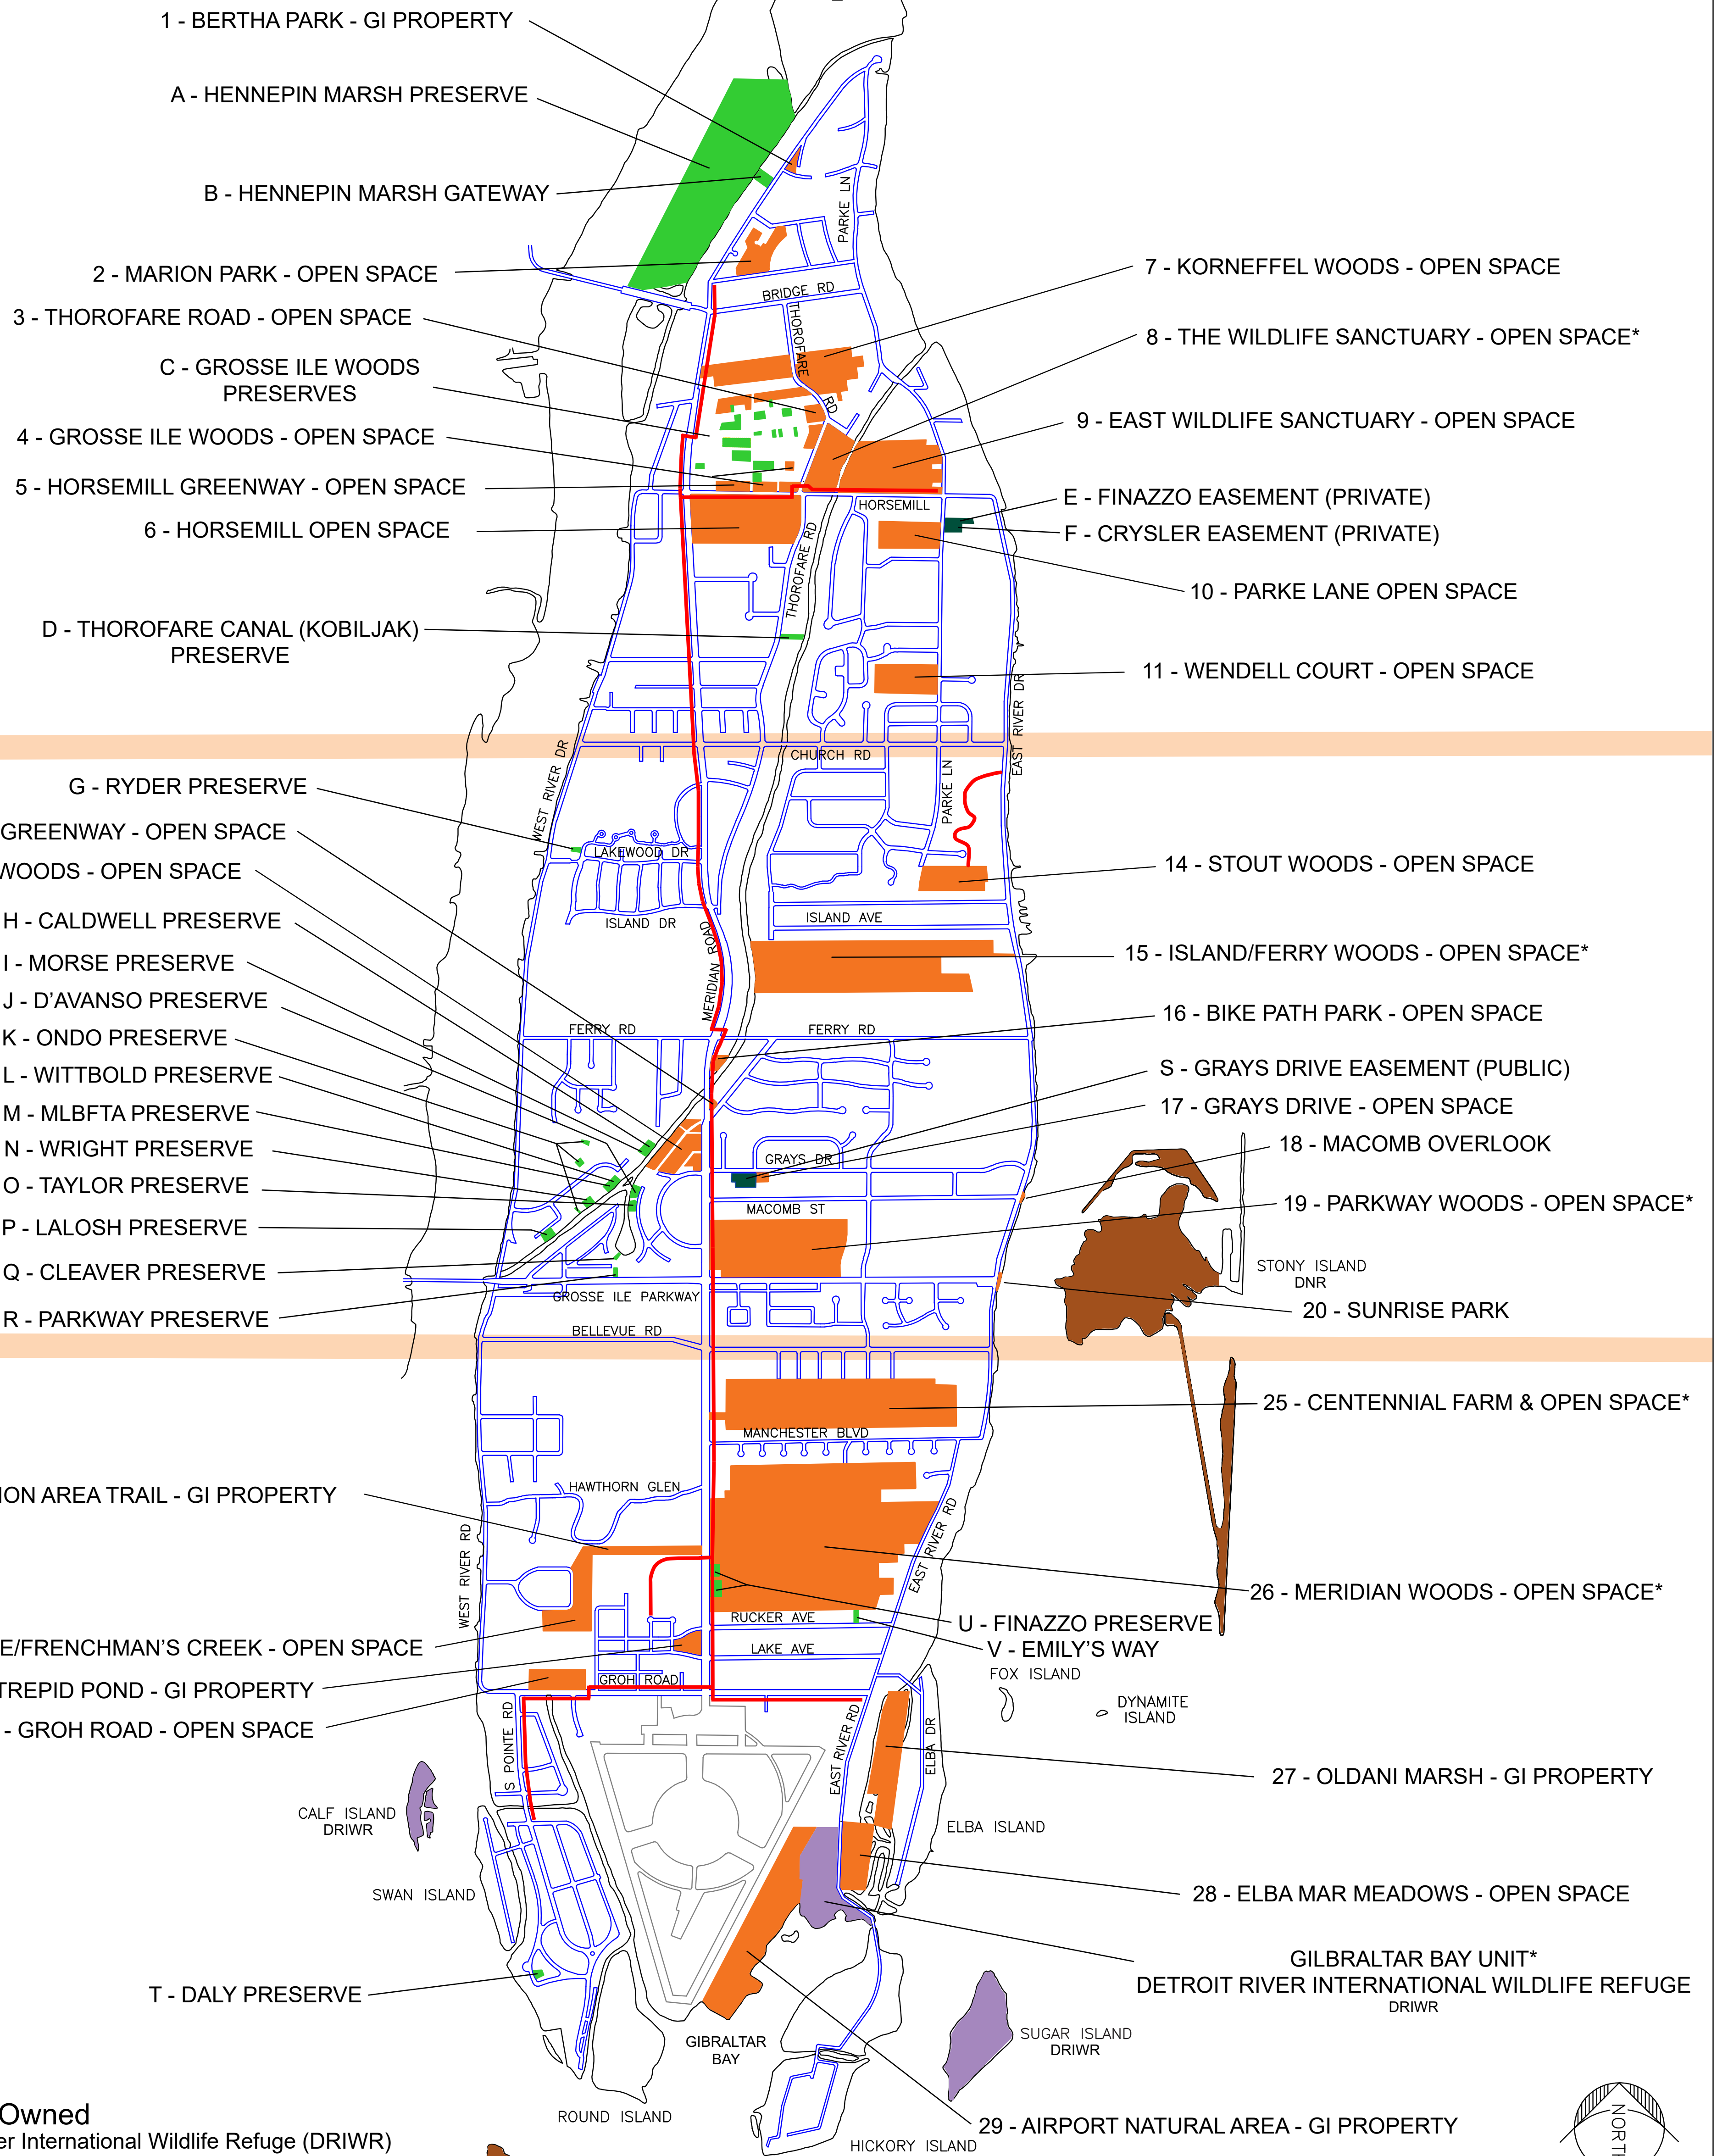 1 - BERTHA PARK - GI PROPERTY
A - HENNEPIN MARSH PRESERVE
B - HENNEPIN MARSH GATEWAY
PARKE LN
2 - MARION PARK - OPEN SPACE
7 - KORNEFFEL WOODS - OPEN SPACE
BRIDGE RD
3 - THOROFARE ROAD - OPEN SPACE
THOROFARE RD
8 - THE WILDLIFE SANCTUARY - OPEN SPACE*
C - GROSSE ILE WOODS
PRESERVES
9 - EAST WILDLIFE SANCTUARY - OPEN SPACE
4 - GROSSE ILE WOODS - OPEN SPACE
5 - HORSEMILL GREENWAY - OPEN SPACE
E - FINAZZO EASEMENT (PRIVATE)
HORSEMILL
6 - HORSEMILL OPEN SPACE
F - CRYSLER EASEMENT (PRIVATE)
THOROFARE RD
10 - PARKE LANE OPEN SPACE
D - THOROFARE CANAL (KOBILJAK)
PRESERVE
11 - WENDELL COURT - OPEN SPACE
EAST RIVER DR
CHURCH RD
WEST RIVER DR
PARKE LN
G - RYDER PRESERVE
GREENWAY - OPEN SPACE
LAKEWOOD DR
14 - STOUT WOODS - OPEN SPACE
WOODS - OPEN SPACE
ISLAND DR
ISLAND AVE
H - CALDWELL PRESERVE
MERIDIAN ROAD
15 - ISLAND/FERRY WOODS - OPEN SPACE*
I - MORSE PRESERVE
J - D'AVANSO PRESERVE
16 - BIKE PATH PARK - OPEN SPACE
FERRY RD
FERRY RD
K - ONDO PRESERVE
S - GRAYS DRIVE EASEMENT (PUBLIC)
L - WITTBOLD PRESERVE
17 - GRAYS DRIVE - OPEN SPACE
M - MLBFTA PRESERVE
18 - MACOMB OVERLOOK
N - WRIGHT PRESERVE
GRAYS DR
O - TAYLOR PRESERVE
19 - PARKWAY WOODS - OPEN SPACE*
MACOMB ST
P - LALOSH PRESERVE
STONY ISLAND
DNR
Q - CLEAVER PRESERVE
GROSSE ILE PARKWAY
20 - SUNRISE PARK
R - PARKWAY PRESERVE
BELLEVUE RD
25 - CENTENNIAL FARM & OPEN SPACE*
MANCHESTER BLVD
HAWTHORN GLEN
ION AREA TRAIL - GI PROPERTY
WEST RIVER RD
EAST RIVER RD
26 - MERIDIAN WOODS - OPEN SPACE*
RUCKER AVE
U - FINAZZO PRESERVE
E/FRENCHMAN'S CREEK - OPEN SPACE
LAKE AVE
V - EMILY'S WAY
FOX ISLAND
GROH ROAD
TREPID POND - GI PROPERTY
DYNAMITE
ISLAND
- GROH ROAD - OPEN SPACE
S POINTE RD
EAST RIVER RD
ELBA DR
27 - OLDANI MARSH - GI PROPERTY
CALF ISLAND
DRIWR
ELBA ISLAND
SWAN ISLAND
28 - ELBA MAR MEADOWS - OPEN SPACE
GILBRALTAR BAY UNIT*
DETROIT RIVER INTERNATIONAL WILDLIFE REFUGE
DRIWR
T - DALY PRESERVE
GIBRALTAR
BAY
SUGAR ISLAND
DRIWR
Owned
ROUND ISLAND
29 - AIRPORT NATURAL AREA - GI PROPERTY
er International Wildlife Refuge (DRIWR)
HICKORY ISLAND
NORT